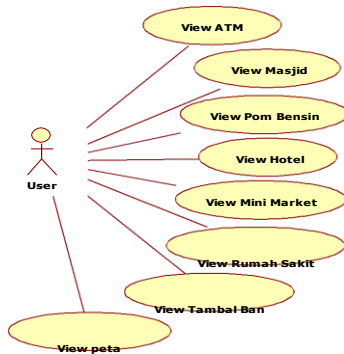 View ATM
View Masjid
View Pom Bensin
View Hotel
User
View Mini Market
View Rumah Sakit
View Tambal Ban
View peta